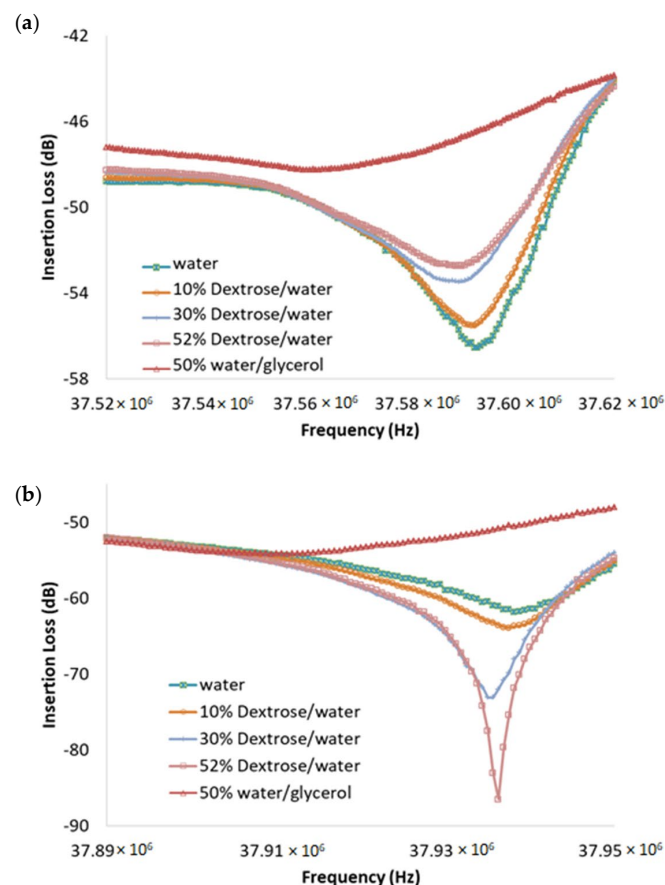 (a)
-42
-46
-50
-54
-58
Insertion Loss (dB)
water
10% Dextrose/water
30% Dextrose/water
52% Dextrose/water
50% water/glycerol
37.52 × 10⁶ 37.54 × 10⁶ 37.56 × 10⁶ 37.58 × 10⁶ 37.60 × 10⁶ 37.62 × 10⁶
Frequency (Hz)
(b)
-50
-60
-70
-80
-90
Insertion Loss (dB)
water
10% Dextrose/water
30% Dextrose/water
52% Dextrose/water
50% water/glycerol
37.89 × 10⁶ 37.91 × 10⁶ 37.93 × 10⁶ 37.95 × 10⁶
Frequency (Hz)